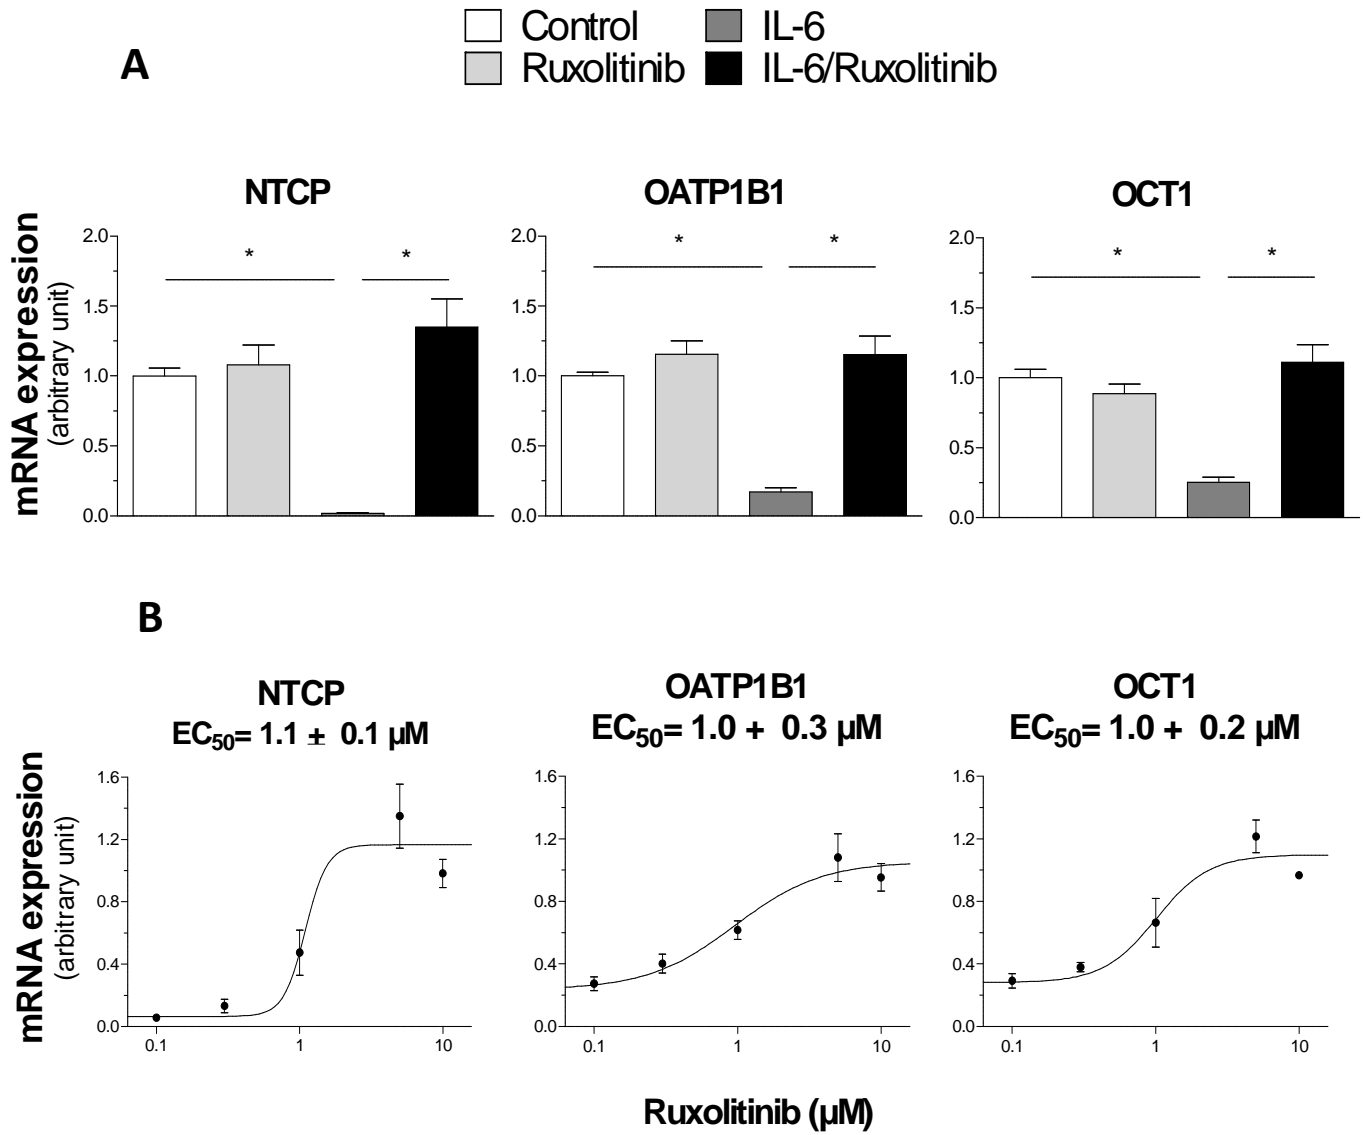 Control
IL-6
Ruxolitinib
IL-6/Ruxolitinib
A
NTCP
OATP1B1
OCT1
mRNA expression
(arbitrary unit)
2.0
1.5
1.0
0.5
0.0
* *
2.0
1.5
1.0
0.5
0.0
* *
2.0
1.5
1.0
0.5
0.0
* *
B
NTCP
EC50= 1.1 ± 0.1 µM
OATP1B1
EC50= 1.0 + 0.3 µM
OCT1
EC50= 1.0 + 0.2 µM
mRNA expression
(arbitrary unit)
1.6
1.2
0.8
0.4
0.0
0.1 1 10
1.6
1.2
0.8
0.4
0.0
0.1 1 10
1.6
1.2
0.8
0.4
0.0
0.1 1 10
Ruxolitinib (µM)